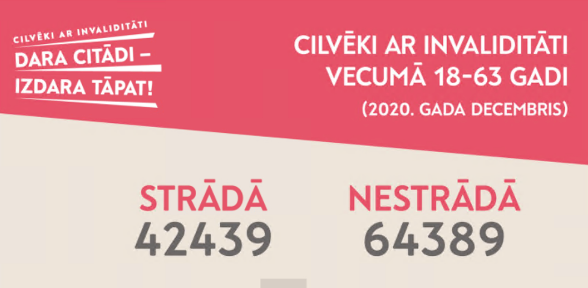 CILVĒKI AR INVALIDITĀTI
DARA CITĀDI –
IZDARA TĀPAT!
CILVĒKI AR INVALIDITĀTI
VECUMĀ 18-63 GADI
(2020. GADA DECEMBRIS)
STRĀDĀ
42439
NESTRĀDĀ
64389